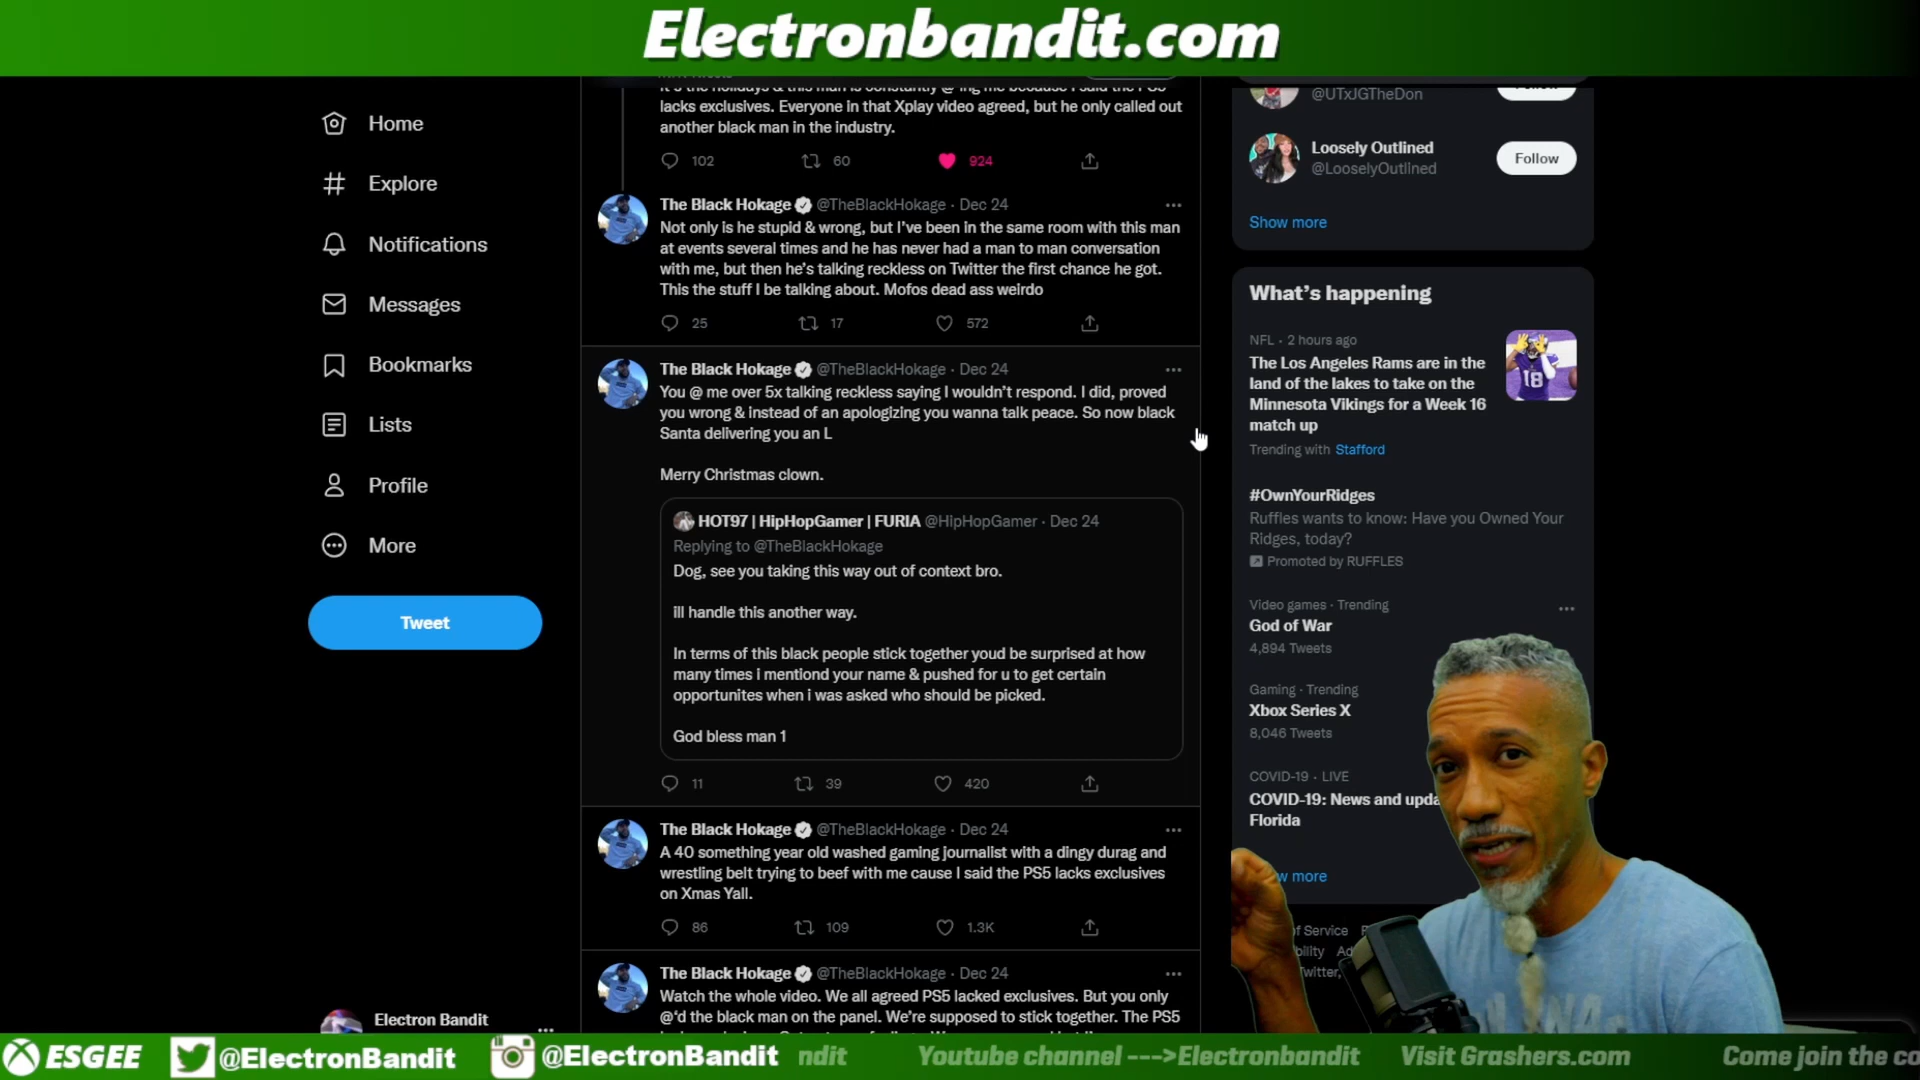 Electronbandit.com
Home
Explore
Notifications
Messages
Bookmarks
Lists
Profile
More
Tweet
Electron Bandit
lacks exclusives. Everyone in that Xplay video agreed, but he only called out
another black man in the industry.
102 60 924
The Black Hokage @TheBlackHokage · Dec 24
Not only is he stupid & wrong, but I've been in the same room with this man
at events several times and he has never had a man to man conversation
with me, but then he's talking reckless on Twitter the first chance he got.
This the stuff I be talking about. Mofos dead ass weirdo
25 17 572
The Black Hokage @TheBlackHokage · Dec 24
You @ me over 5x talking reckless saying I wouldn't respond. I did, proved
you wrong & instead of an apologizing you wanna talk peace. So now black
Santa delivering you an L
Merry Christmas clown.
HOT97 | HipHopGamer | FURIA @HipHopGamer · Dec 24
Replying to @TheBlackHokage
Dog, see you taking this way out of context bro.
ill handle this another way.
In terms of this black people stick together youd be surprised at how
many times i mentiond your name & pushed for u to get certain
opportunites when i was asked who should be picked.
God bless man 1
11 39 420
The Black Hokage @TheBlackHokage · Dec 24
A 40 something year old washed gaming journalist with a dingy durag and
wrestling belt trying to beef with me cause I said the PS5 lacks exclusives
on Xmas Yall.
86 109 1.3K
The Black Hokage @TheBlackHokage · Dec 24
Watch the whole video. We all agreed PS5 lacked exclusives. But you only
@'d the black man on the panel. We're supposed to stick together. The PS5
@UTxJGTheDon
Loosely Outlined
@LooselyOutlined
Follow
Show more
What's happening
NFL · 2 hours ago
The Los Angeles Rams are in the
land of the lakes to take on the
Minnesota Vikings for a Week 16
match up
Trending with Stafford
18
#OwnYourRidges
Ruffles wants to know: Have you Owned Your
Ridges, today?
Promoted by RUFFLES
Video games · Trending
God of War
4,894 Tweets
Gaming · Trending
Xbox Series X
8,046 Tweets
COVID-19 · LIVE
COVID-19: News and upda
Florida
w more
of Service
bility
Twitter,
ESGEE @ElectronBandit @ElectronBandit ndit Youtube channel --->Electronbandit Visit Grashers.com Come join the co